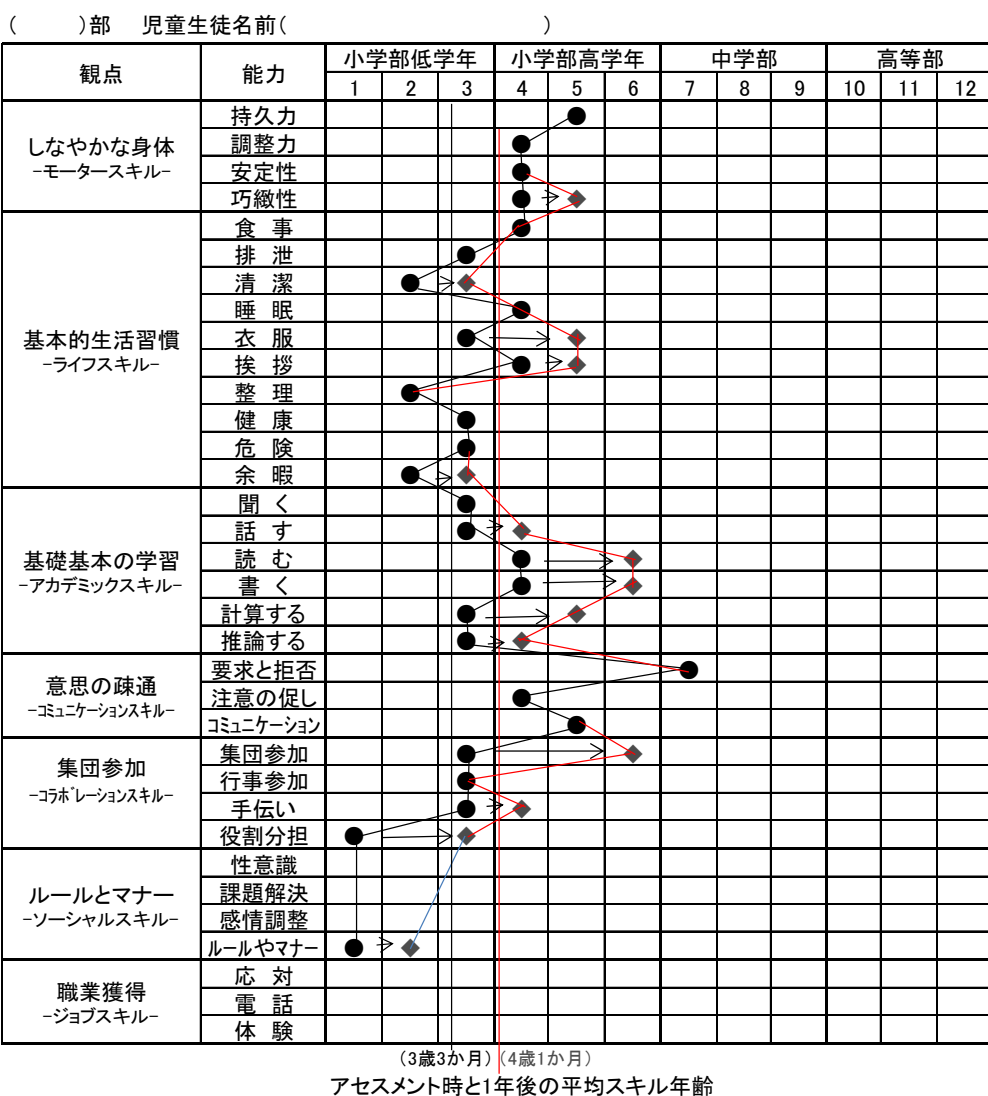 (　　　)部　児童生徒名前(　　　　　　　　　　　　)
観点 能力 小学部低学年 小学部高学年 中学部 高等部
1 2 3 4 5 6 7 8 9 10 11 12
しなやかな身体
-モータースキル-
持久力
調整力
安定性
巧緻性
基本的生活習慣
-ライフスキル-
食　事
排　泄
清　潔
睡　眠
衣　服
挨　拶
整　理
健　康
危　険
余　暇
基礎基本の学習
-アカデミックスキル-
聞　く
話　す
読　む
書　く
計算する
推論する
意思の疎通
-コミュニケーションスキル-
要求と拒否
注意の促し
コミュニケーション
集団参加
-コラボレーションスキル-
集団参加
行事参加
手伝い
役割分担
ルールとマナー
-ソーシャルスキル-
性意識
課題解決
感情調整
ルールやマナー
職業獲得
-ジョブスキル-
応　対
電　話
体　験
(3歳3か月) (4歳1か月)
アセスメント時と1年後の平均スキル年齢